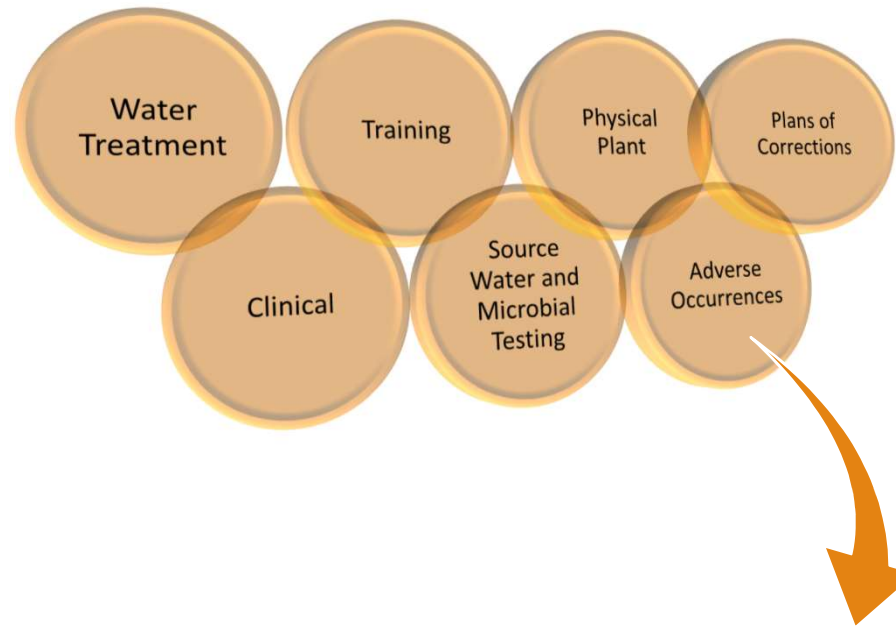 Water
Treatment
Training
Physical
Plant
Plans of
Corrections
Clinical
Source
Water and
Microbial
Testing
Adverse
Occurrences